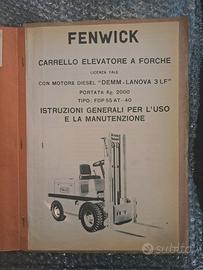 FENWICK
CARRELLO ELEVATORE A FORCHE
LICENZA YALE
CON MOTORE DIESEL "DEMM-LANOVA 3 LF"
PORTATA Kg. 2000
TIPO: FDP 55 AT-40
ISTRUZIONI GENERALI PER L'USO
E LA MANUTENZIONE
subito